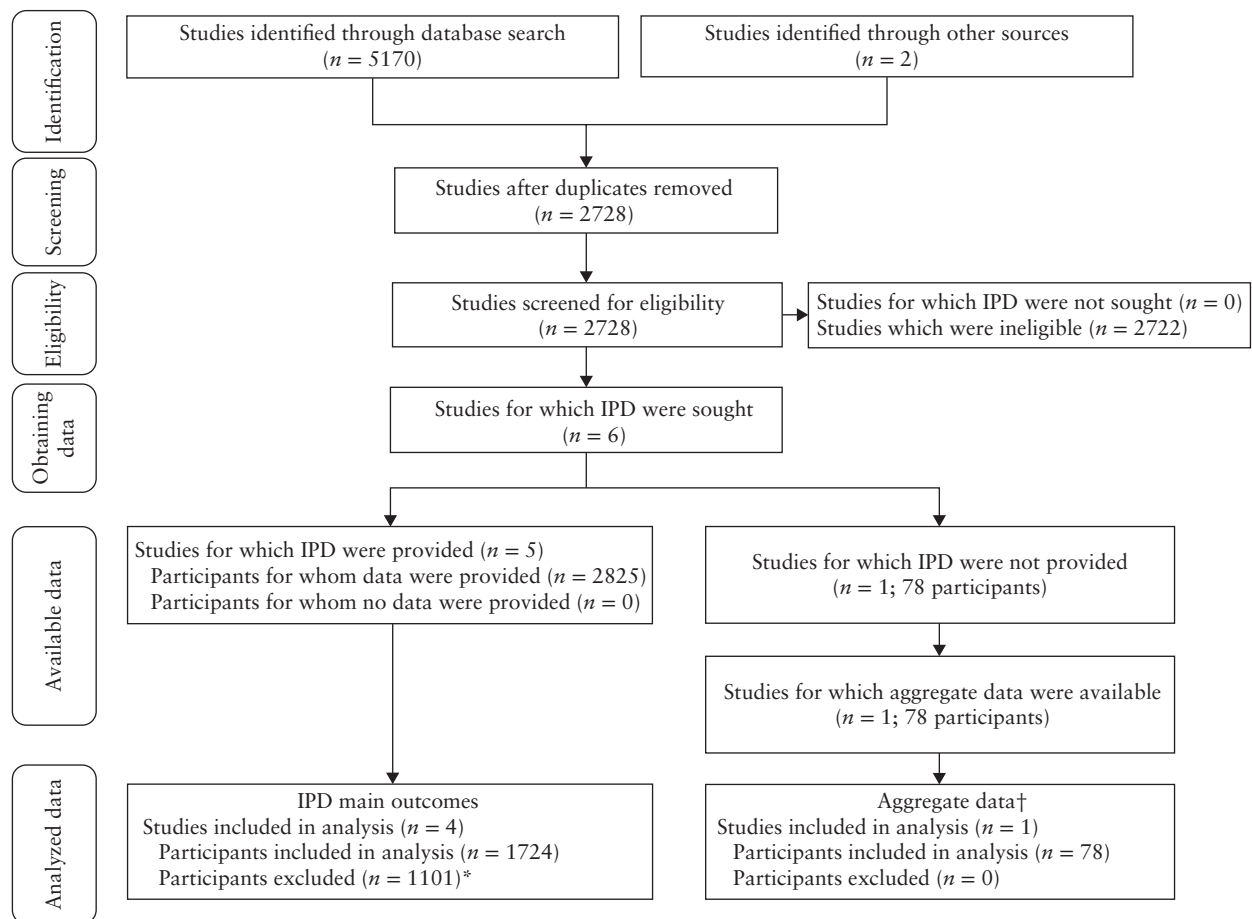 Identification
Studies identified through database search
(n = 5170)
Studies identified through other sources
(n = 2)
Screening
Studies after duplicates removed
(n = 2728)
Eligibility
Studies screened for eligibility
(n = 2728)
Studies for which IPD were not sought (n = 0)
Studies which were ineligible (n = 2722)
Obtaining
data
Studies for which IPD were sought
(n = 6)
Available data
Studies for which IPD were provided (n = 5)
Participants for whom data were provided (n = 2825)
Participants for whom no data were provided (n = 0)
Studies for which IPD were not provided
(n = 1; 78 participants)
Studies for which aggregate data were available
(n = 1; 78 participants)
Analyzed data
IPD main outcomes
Studies included in analysis (n = 4)
Participants included in analysis (n = 1724)
Participants excluded (n = 1101)*
Aggregate data†
Studies included in analysis (n = 1)
Participants included in analysis (n = 78)
Participants excluded (n = 0)